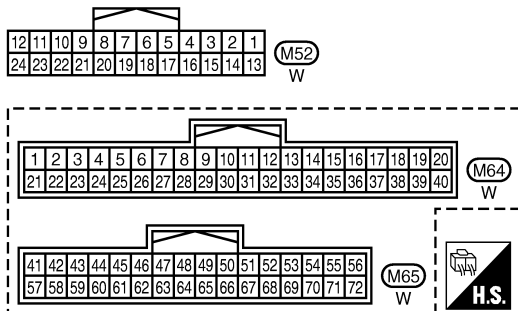 12 11 10 9 8 7 6 5 4 3 2 1
24 23 22 21 20 19 18 17 16 15 14 13
M52
W
1 2 3 4 5 6 7 8 9 10 11 12 13 14 15 16 17 18 19 20
21 22 23 24 25 26 27 28 29 30 31 32 33 34 35 36 37 38 39 40
M64
W
41 42 43 44 45 46 47 48 49 50 51 52 53 54 55 56
57 58 59 60 61 62 63 64 65 66 67 68 69 70 71 72
M65
W
H.S.